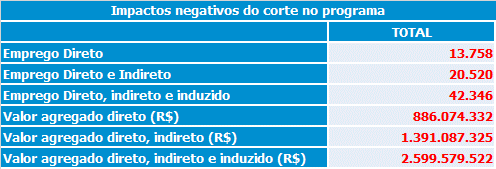 Impactos negativos do corte no programa
TOTAL
Emprego Direto 13.758
Emprego Direto e Indireto 20.520
Emprego Direto, indireto e induzido 42.346
Valor agregado direto (R$) 886.074.332
Valor agregado direto, indireto (R$) 1.391.087.325
Valor agregado direto, indireto e induzido (R$) 2.599.579.522